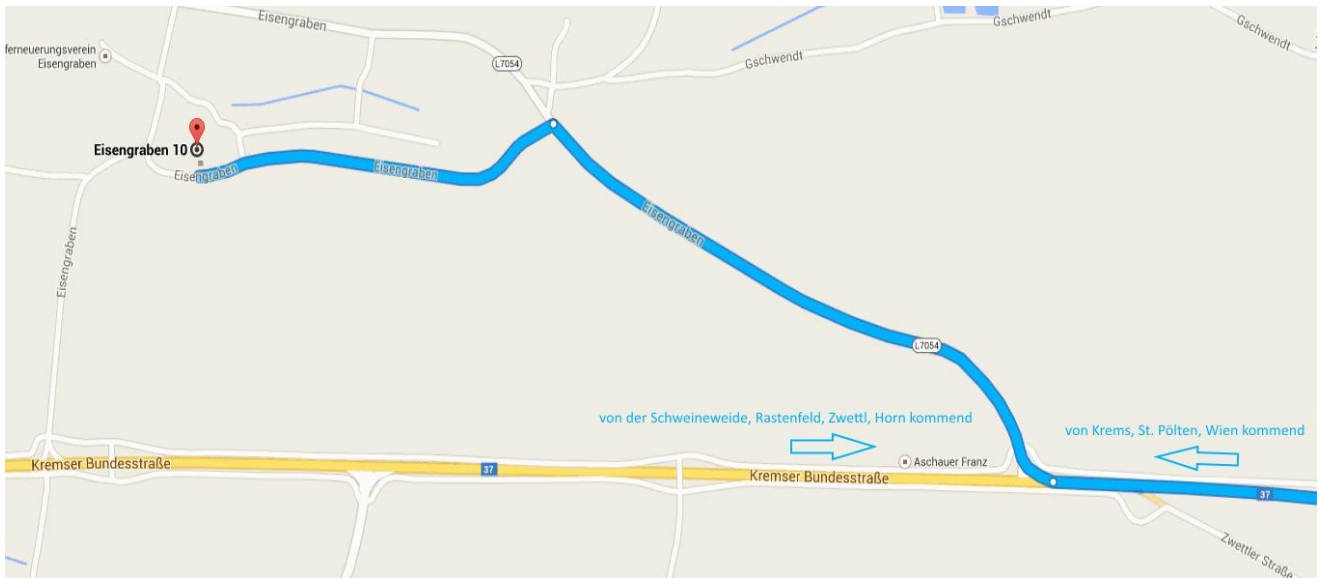 Eisengraben
L7054
Gschwendt
Gschwendt
Gschwendt
ferneuerungsverein
Eisengraben
Eisengraben 10
Eisengraben
Eisengraben
Eisengraben
Eisengraben
L7054
von der Schweineweide, Rastenfeld, Zwettl, Horn kommend
von Krems, St. Pölten, Wien kommend
Aschauer Franz
Kremser Bundesstraße
37
Kremser Bundesstraße
37
Zwettler Straße